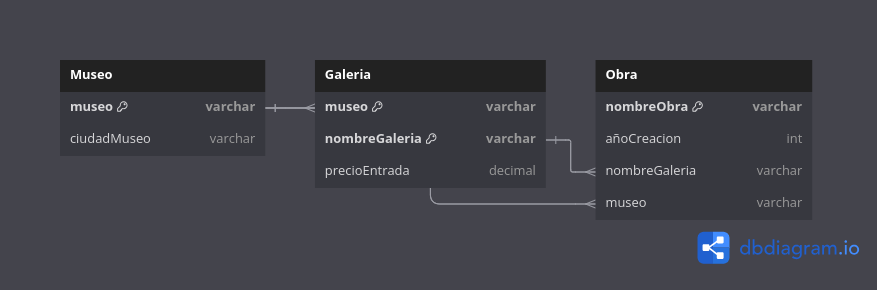 Museo
museo varchar
ciudadMuseo varchar
Galeria
museo varchar
nombreGaleria varchar
precioEntrada decimal
Obra
nombreObra varchar
añoCreacion int
nombreGaleria varchar
museo varchar
dbdiagram.io